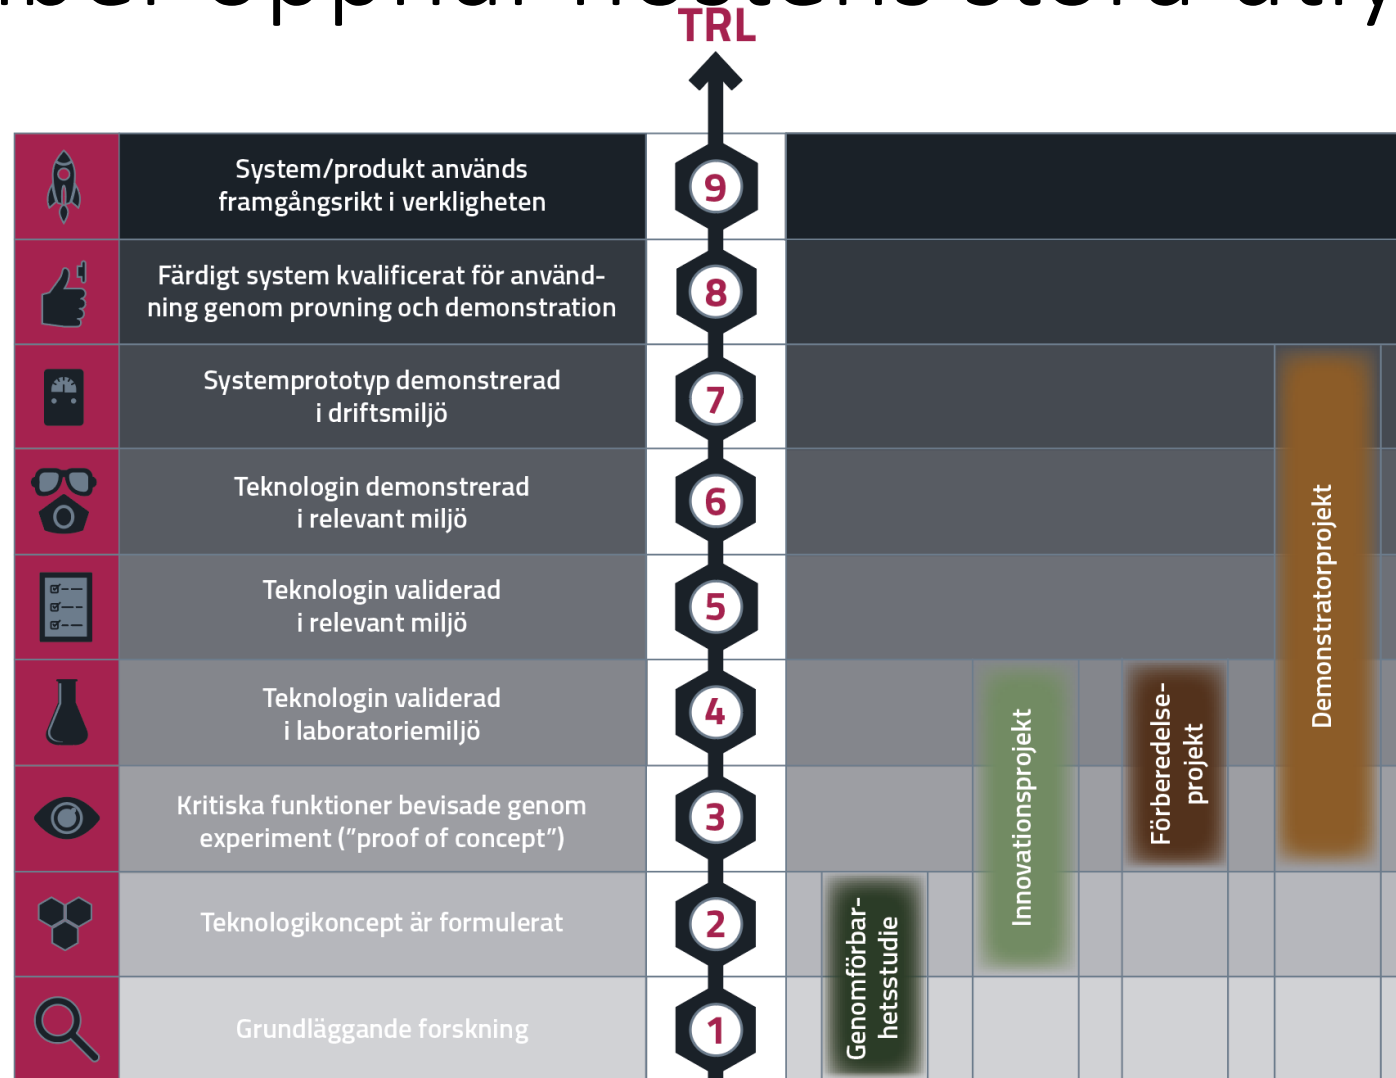 TRL
System/produkt används
framgångsrikt i verkligheten
9
Färdigt system kvalificerat för använd-
ning genom provning och demonstration
8
Systemprototyp demonstrerad
i driftsmiljö
7
Teknologin demonstrerad
i relevant miljö
6
Teknologin validerad
i relevant miljö
5
Teknologin validerad
i laboratoriemiljö
4
Kritiska funktioner bevisade genom
experiment (”proof of concept”)
3
Teknologikoncept är formulerat
2
Grundläggande forskning
1
Genomförbar-
hetsstudie
Innovationsprojekt
Förberedelse-
projekt
Demonstratorprojekt